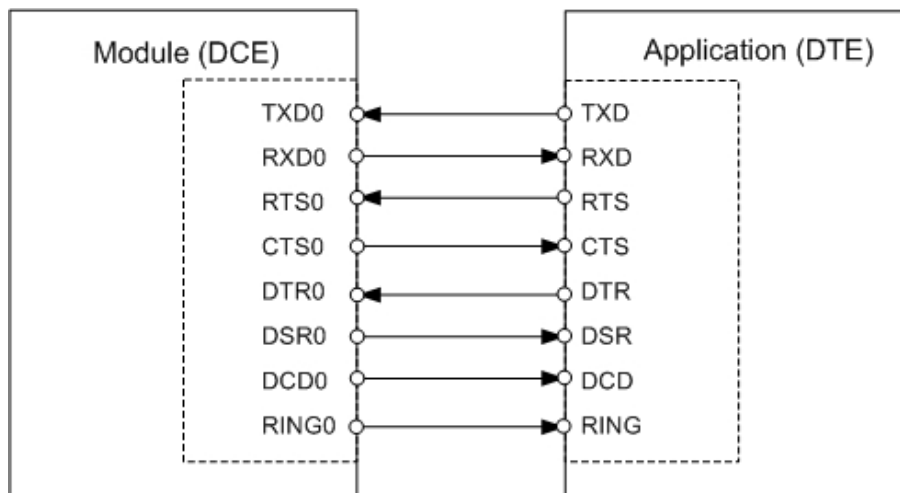 Module (DCE)
Application (DTE)
TXD0
TXD
RXD0
RXD
RTS0
RTS
CTS0
CTS
DTR0
DTR
DSR0
DSR
DCD0
DCD
RING0
RING